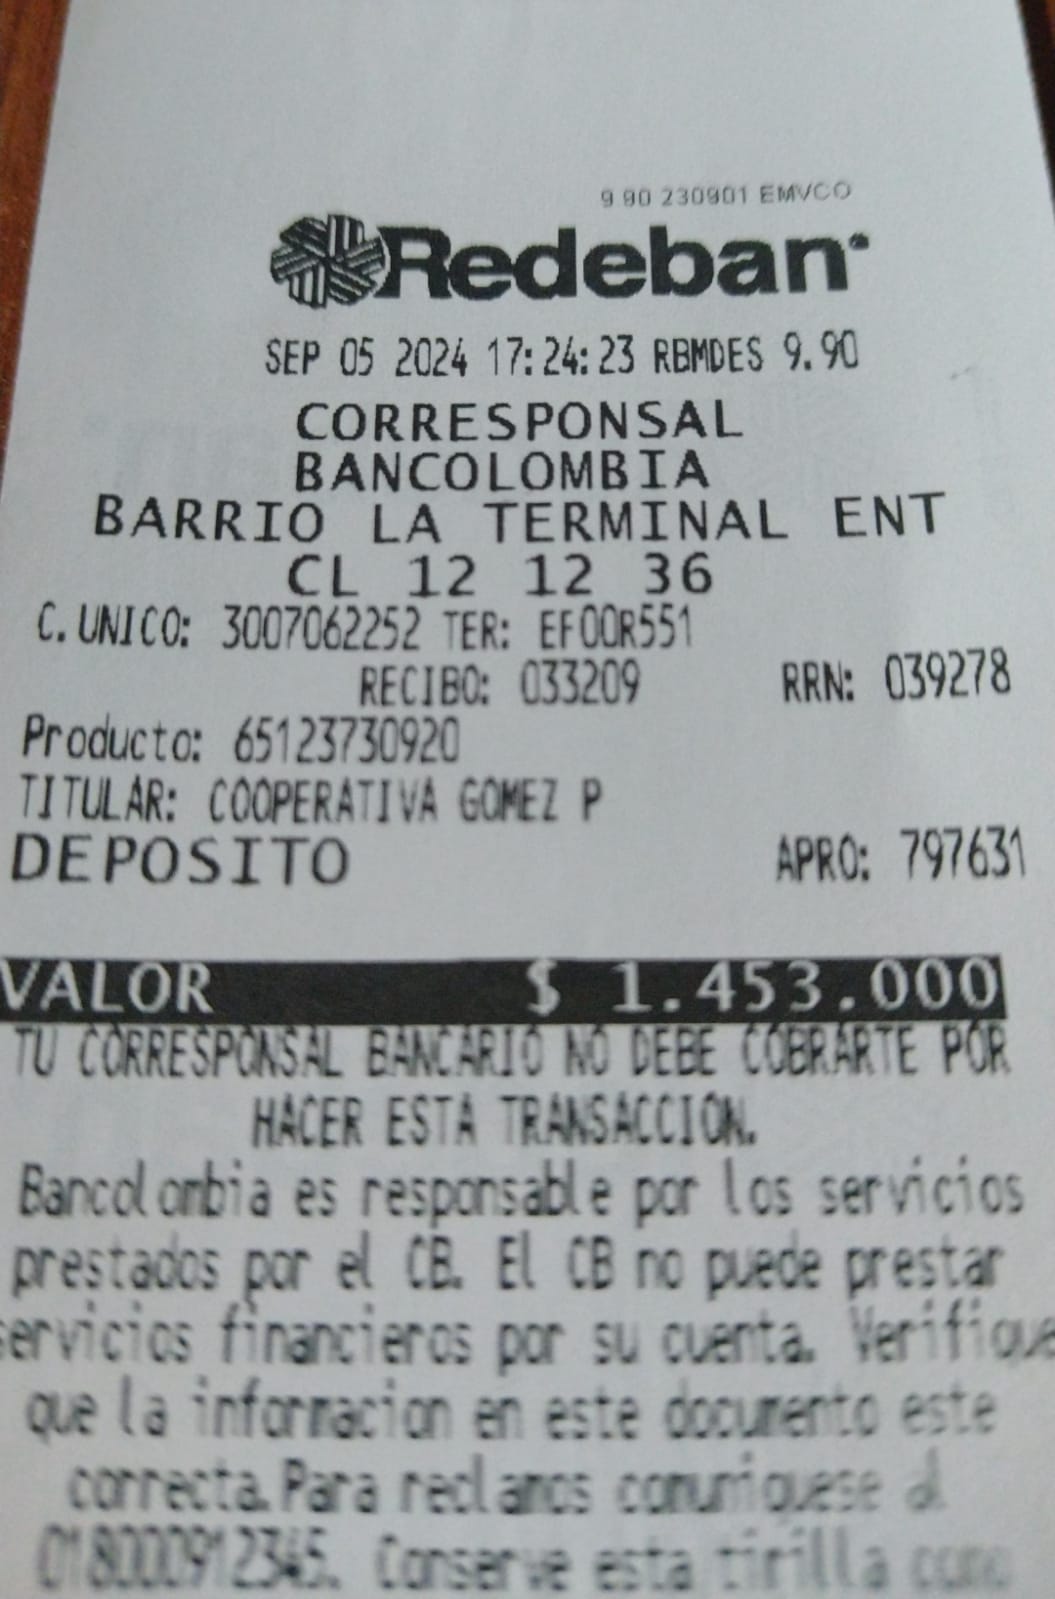 9 90 230901 EMVCO
Redeban
SEP 05 2024 17:24:23 RBMDES 9.90
CORRESPONSAL
BANCOLOMBIA
BARRIO LA TERMINAL ENT
CL 12 12 36
C. UNICO: 3007062252 TER: EF00R551
RECIBO: 033209 RRN: 039278
Producto: 65123730920
TITULAR: COOPERATIVA GOMEZ P
DEPOSITO APRO: 797631
VALOR $ 1.453.000
TU CORRESPONSAL BANCARIO NO DEBE COBRARTE POR
HACER ESTA TRANSACCION.
Bancolombia es responsable por los servicios
prestados por el CB. El CB no puede prestar
servicios financieros por su cuenta. Verifique
que la informacion en este documento este
correcta. Para reclamos comuniquese al
018000912345. Conserve esta tirilla como